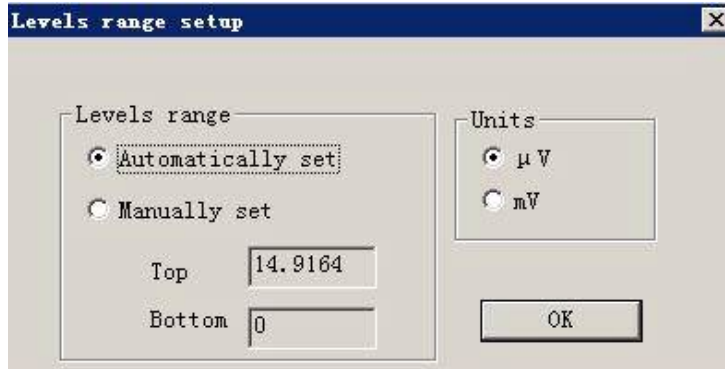 Levels range setup
Levels range
Automatically set
Manually set
Top 14.9164
Bottom 0
Units
μV
mV
OK